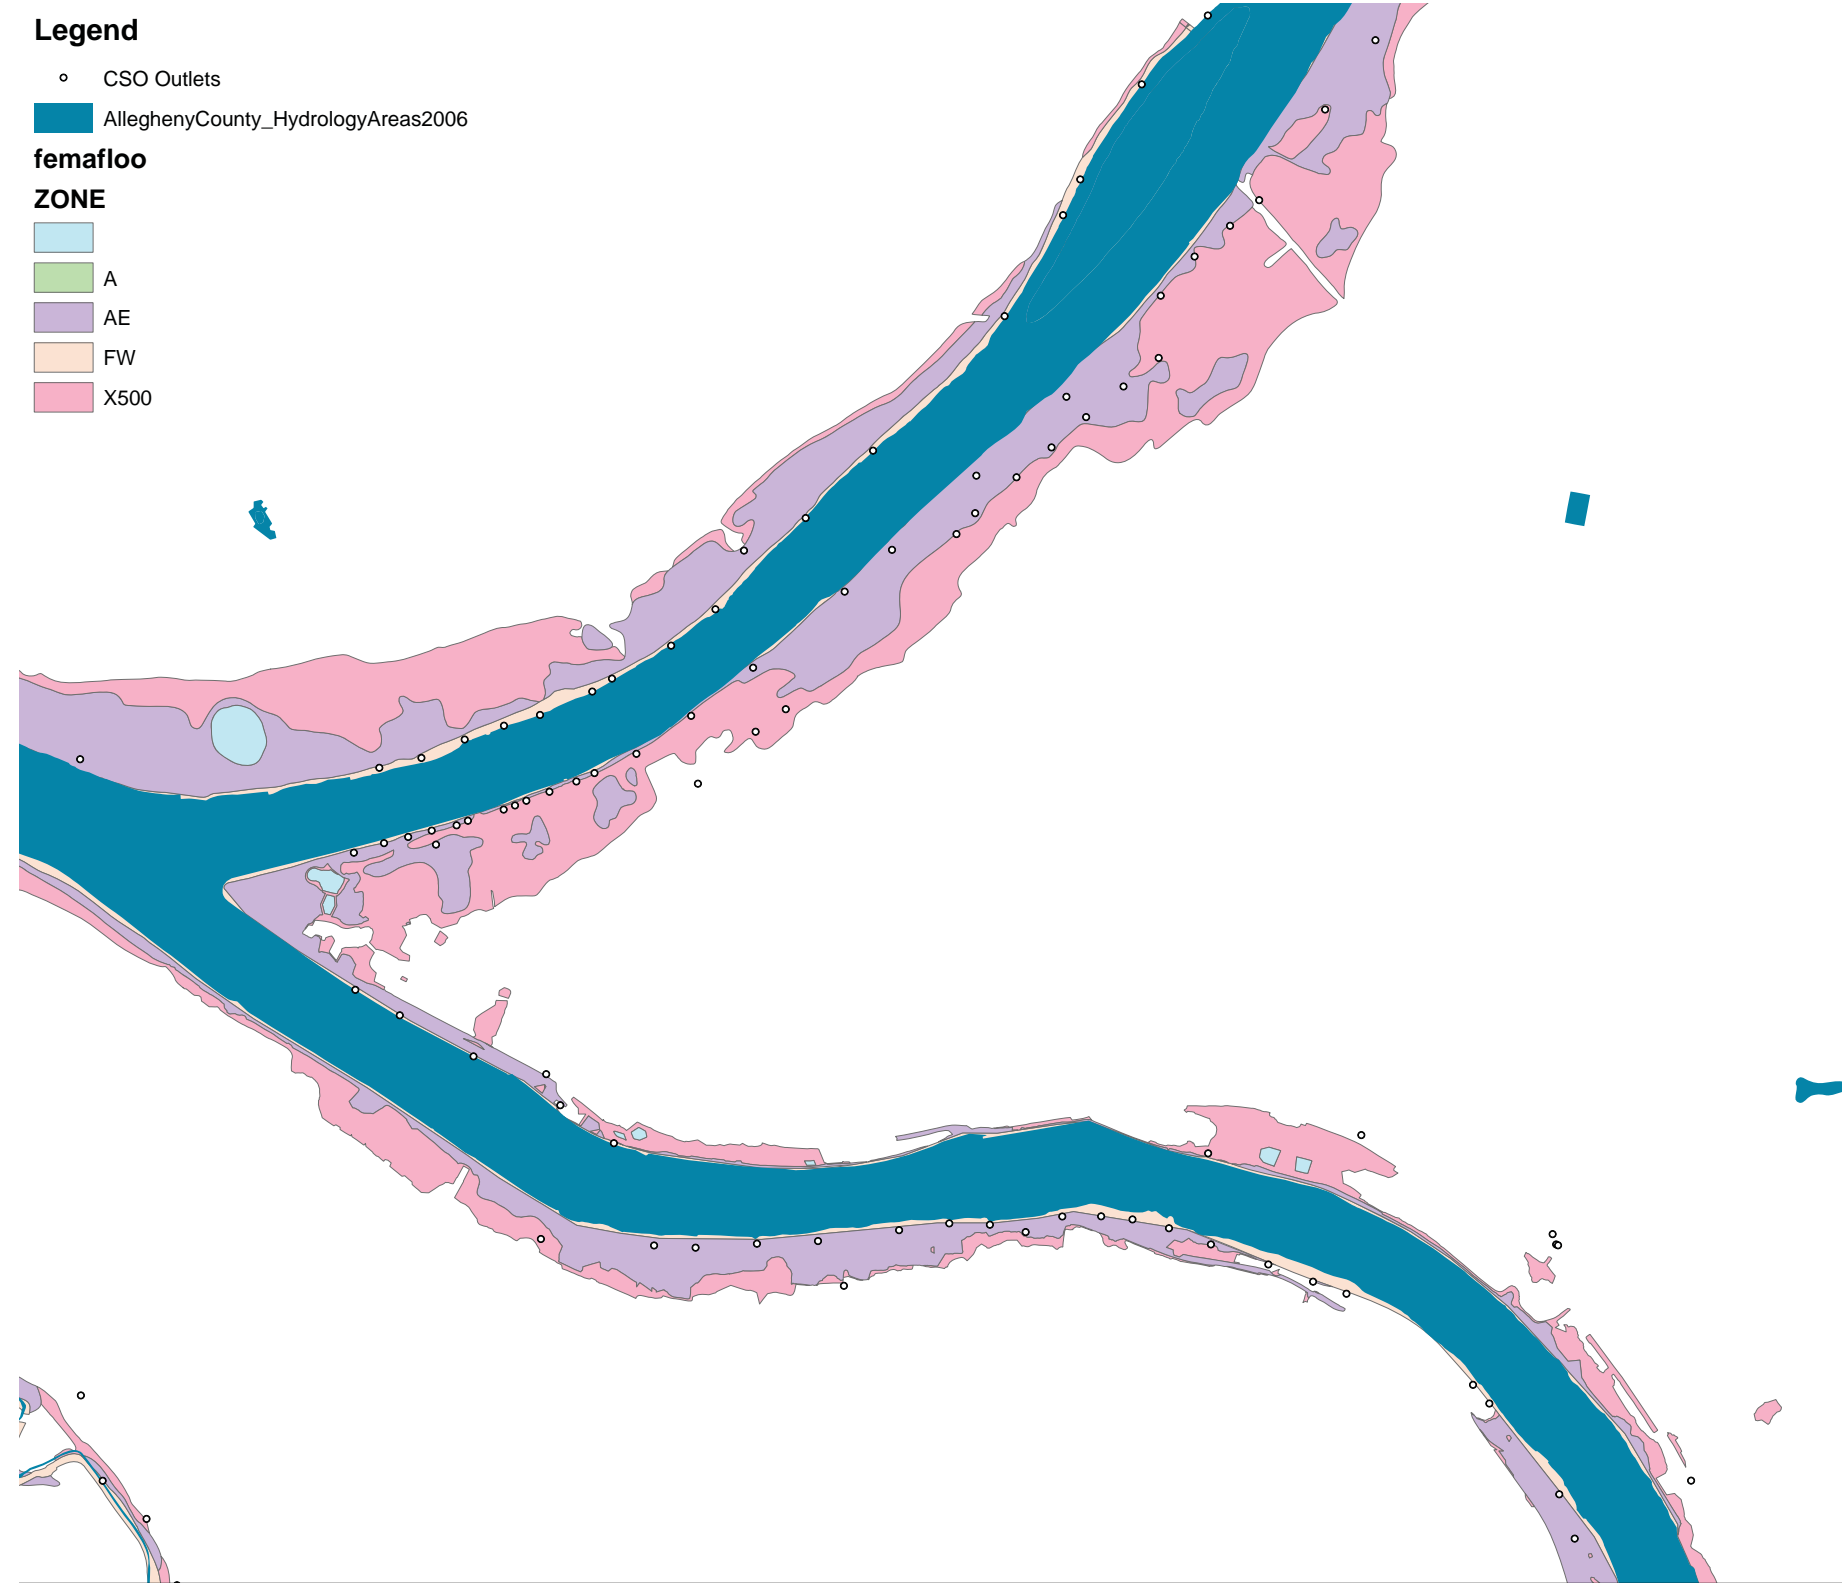 Legend
CSO Outlets
AlleghenyCounty_HydrologyAreas2006
femafloo
ZONE
A
AE
FW
X500